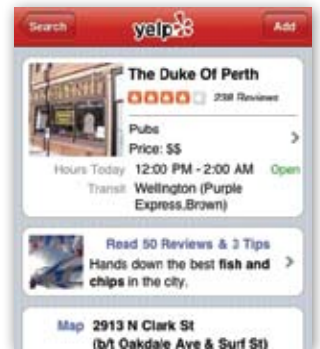 Search
yelp
Add
The Duke Of Perth
238 Reviews
Pubs
Price: $$
Hours Today 12:00 PM - 2:00 AM Open
Transit Wellington (Purple
Express,Brown)
Read 50 Reviews & 3 Tips
Hands down the best fish and
chips in the city.
Map 2913 N Clark St
(b/t Oakdale Ave & Surf St)